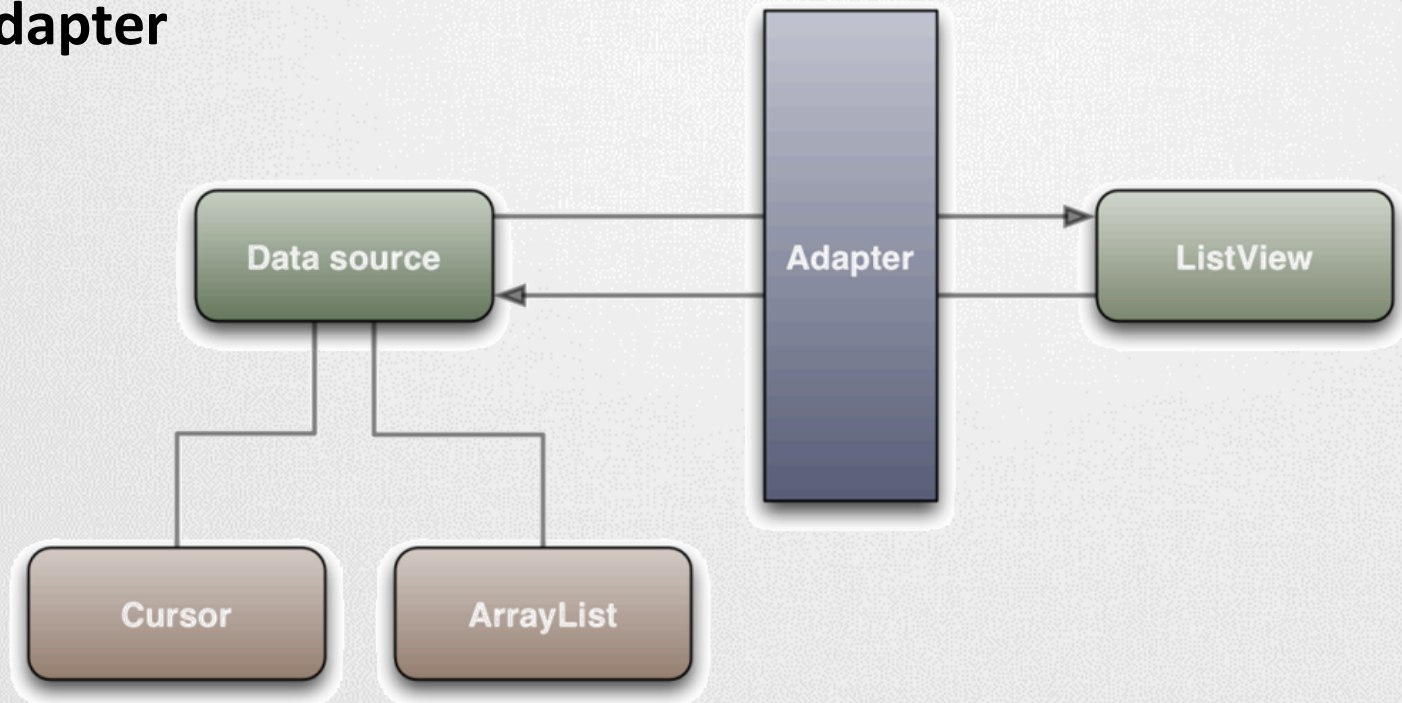 dapter
Data source
Adapter
ListView
Cursor
ArrayList